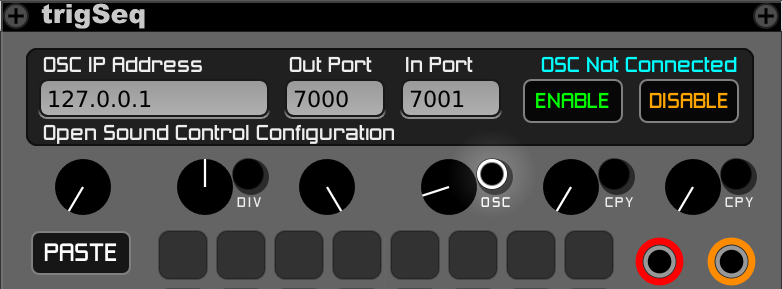 trigSeq
OSC IP Address Out Port In Port OSC Not Connected
127.0.0.1 7000 7001 ENABLE DISABLE
Open Sound Control Configuration
DIV OSC CPY CPY
PASTE